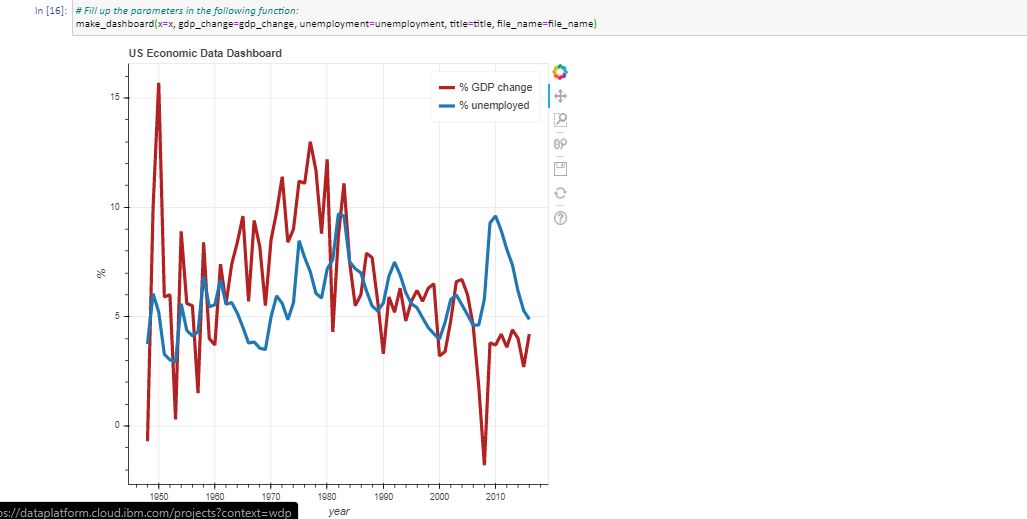 In [16]:
# Fill up the parameters in the following function:
make_dashboard(x=x, gdp_change=gdp_change, unemployment=unemployment, title=title, file_name=file_name)
US Economic Data Dashboard
% GDP change
% unemployed
15
10
5
0
%
1950 1960 1970 1980 1990 2000 2010
year
ps://dataplatform.cloud.ibm.com/projects?context=wdp